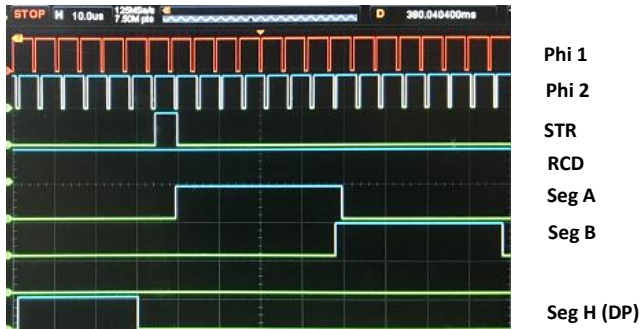 STOP H 10.0us 125MSa/s 7.50M pts D 380.040400ms
Phi 1
Phi 2
STR
RCD
Seg A
Seg B
Seg H (DP)